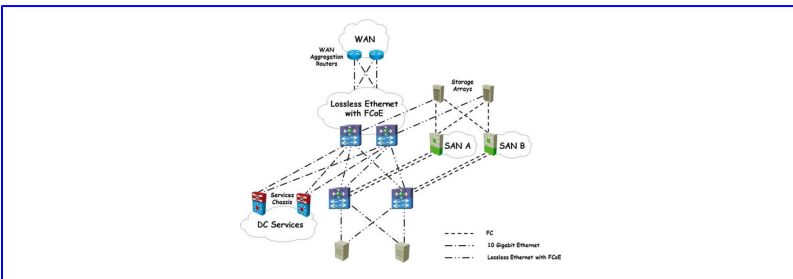 WAN
WAN
Aggregation
Routers
Storage
Arrays
Lossless Ethernet
with FCoE
SAN A
SAN B
Services
Chassis
DC Services
FC
10 Gigabit Ethernet
Lossless Ethernet with FCoE